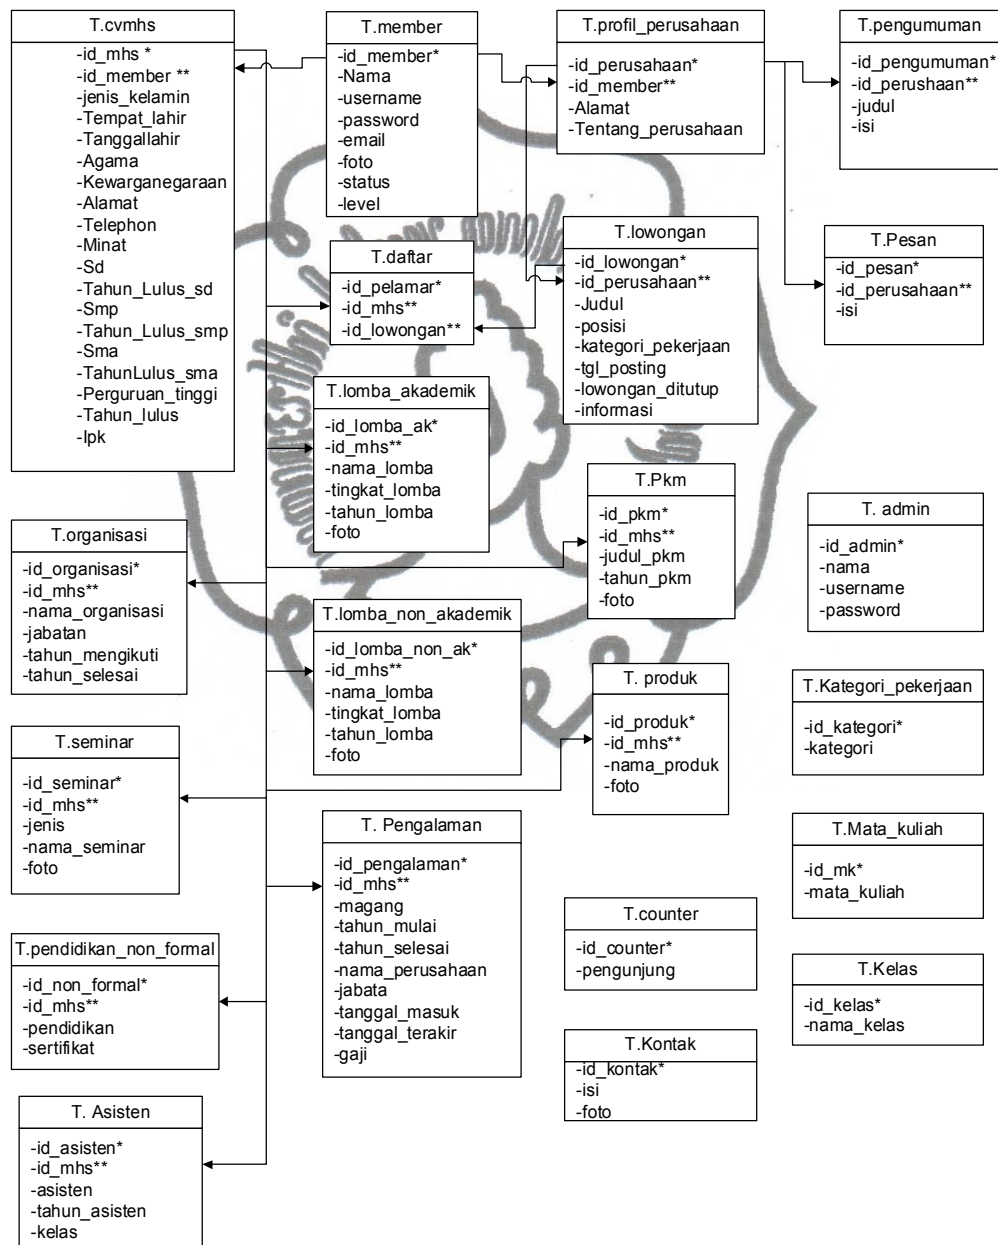 T.cvmhs
-id_mhs *
-id_member **
-jenis_kelamin
-Tempat_lahir
-Tanggallahir
-Agama
-Kewarganegaraan
-Alamat
-Telephon
-Minat
-Sd
-Tahun_Lulus_sd
-Smp
-Tahun_Lulus_smp
-Sma
-TahunLulus_sma
-Perguruan_tinggi
-Tahun_lulus
-Ipk
T.member
-id_member*
-Nama
-username
-password
-email
-foto
-status
-level
T.profil_perusahaan
-id_perusahaan*
-id_member**
-Alamat
-Tentang_perusahaan
T.pengumuman
-id_pengumuman*
-id_perushaan**
-judul
-isi
T.daftar
-id_pelamar*
-id_mhs**
-id_lowongan**
T.lowongan
-id_lowongan*
-id_perusahaan**
-Judul
-posisi
-kategori_pekerjaan
-tgl_posting
-lowongan_ditutup
-informasi
T.Pesan
-id_pesan*
-id_perusahaan**
-isi
T.lomba_akademik
-id_lomba_ak*
-id_mhs**
-nama_lomba
-tingkat_lomba
-tahun_lomba
-foto
T.Pkm
-id_pkm*
-id_mhs**
-judul_pkm
-tahun_pkm
-foto
T. admin
-id_admin*
-nama
-username
-password
T.organisasi
-id_organisasi*
-id_mhs**
-nama_organisasi
-jabatan
-tahun_mengikuti
-tahun_selesai
T.lomba_non_akademik
-id_lomba_non_ak*
-id_mhs**
-nama_lomba
-tingkat_lomba
-tahun_lomba
-foto
T. produk
-id_produk*
-id_mhs**
-nama_produk
-foto
T.Kategori_pekerjaan
-id_kategori*
-kategori
T.seminar
-id_seminar*
-id_mhs**
-jenis
-nama_seminar
-foto
T. Pengalaman
-id_pengalaman*
-id_mhs**
-magang
-tahun_mulai
-tahun_selesai
-nama_perusahaan
-jabata
-tanggal_masuk
-tanggal_terakir
-gaji
T.Mata_kuliah
-id_mk*
-mata_kuliah
T.counter
-id_counter*
-pengunjung
T.pendidikan_non_formal
-id_non_formal*
-id_mhs**
-pendidikan
-sertifikat
T.Kelas
-id_kelas*
-nama_kelas
T.Kontak
-id_kontak*
-isi
-foto
T. Asisten
-id_asisten*
-id_mhs**
-asisten
-tahun_asisten
-kelas